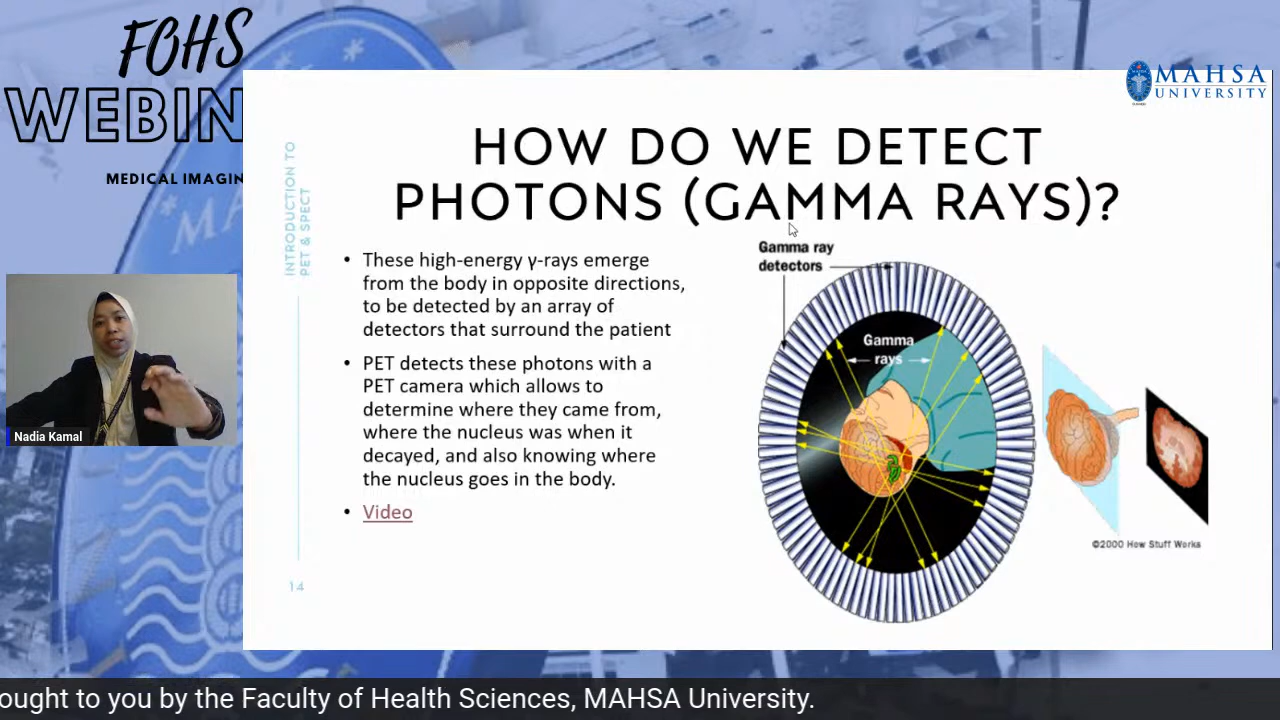 FOHS
WEBIN
MEDICAL IMAGIN
MAHSA
UNIVERSITY
INTRODUCTION TO
PET & SPECT
HOW DO WE DETECT
PHOTONS (GAMMA RAYS)?
• These high-energy γ-rays emerge
from the body in opposite directions,
to be detected by an array of
detectors that surround the patient
• PET detects these photons with a
PET camera which allows to
determine where they came from,
where the nucleus was when it
decayed, and also knowing where
the nucleus goes in the body.
• Video
14
Gamma ray
detectors
Gamma
rays
©2000 How Stuff Works
Nadia Kamal
ought to you by the Faculty of Health Sciences, MAHSA University.